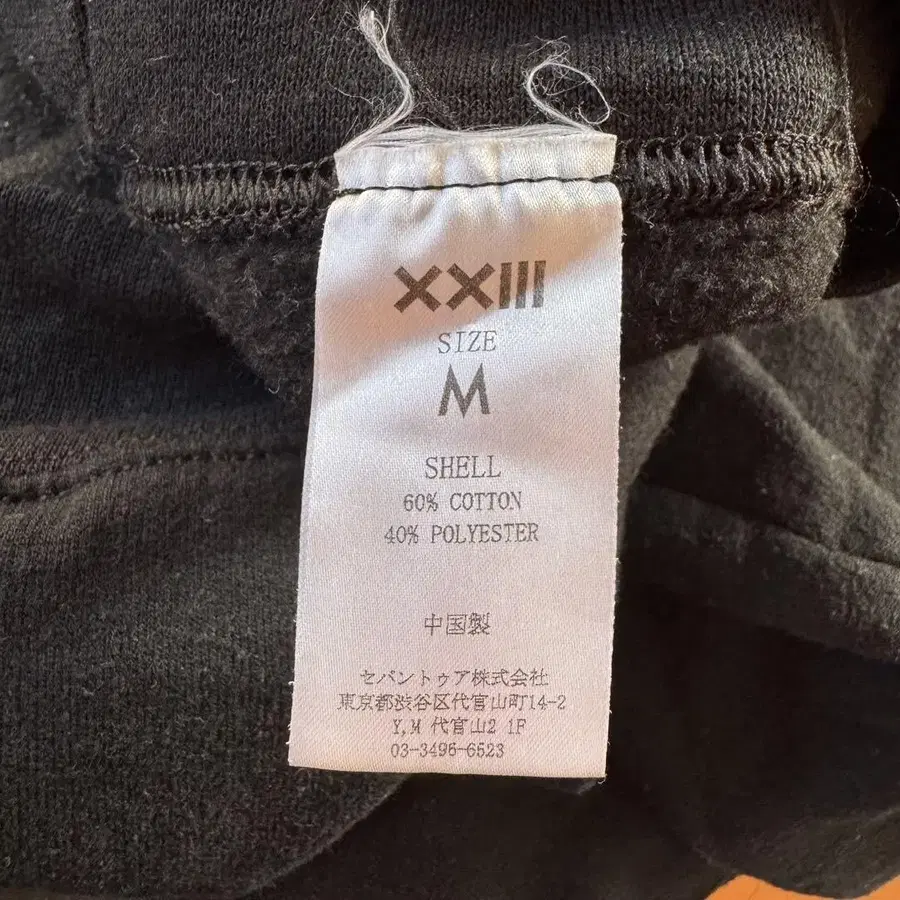 XXIII
SIZE
M
SHELL
60% COTTON
40% POLYESTER
中国製
セバントゥア株式会社
東京都渋谷区代官山町14-2
Y,M 代官山2 1F
03-3496-6523